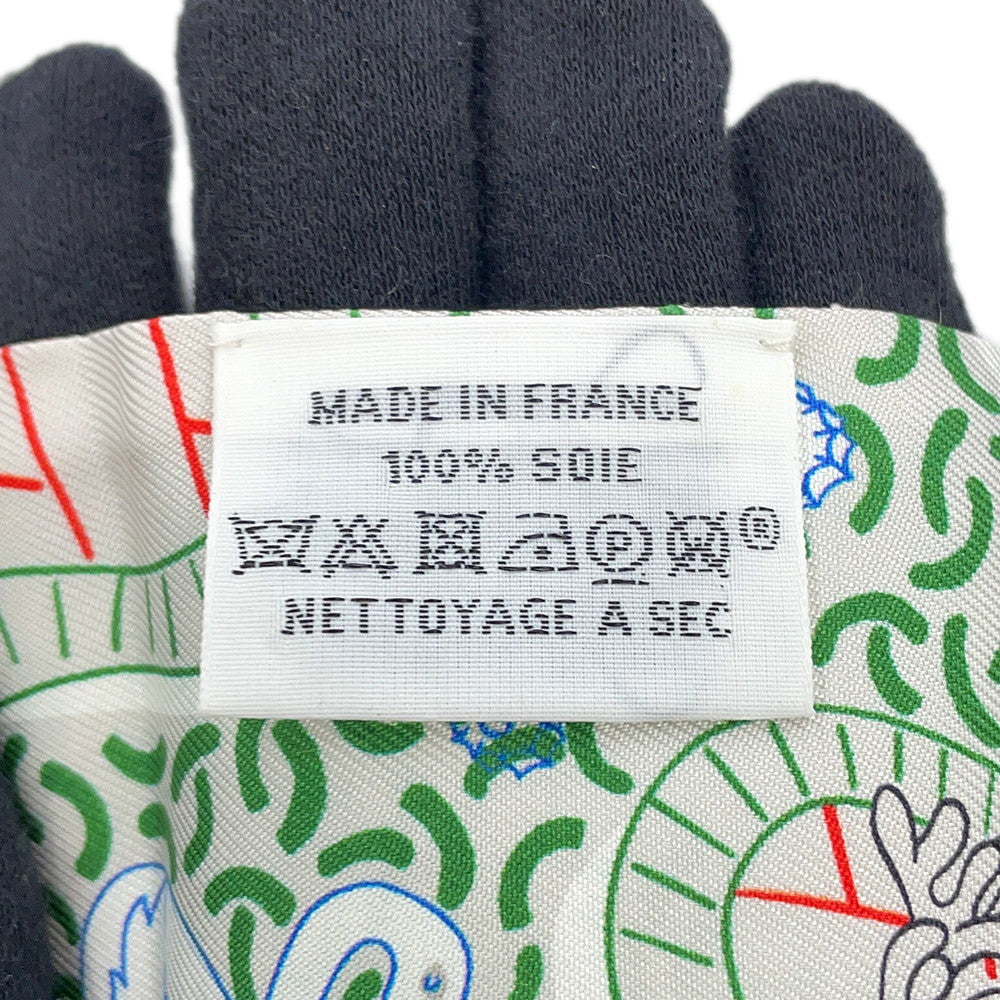 MADE IN FRANCE
100% SOIE
P ®
NETTOYAGE A SEC